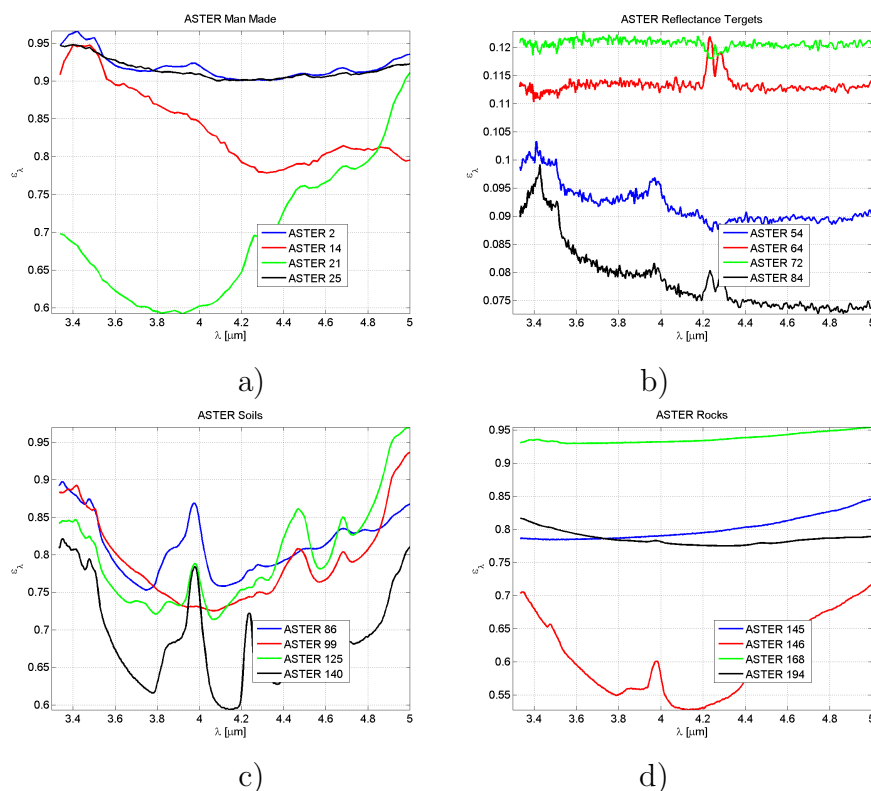 ASTER Man Made
0.95
0.9
0.85
0.8
0.75
0.7
0.65
0.6
ελ
3.4 3.6 3.8 4 4.2 4.4 4.6 4.8 5
λ [μm]
ASTER 2
ASTER 14
ASTER 21
ASTER 25
a)
ASTER Reflectance Tergets
0.12
0.115
0.11
0.105
0.1
0.095
0.09
0.085
0.08
0.075
ελ
3.4 3.6 3.8 4 4.2 4.4 4.6 4.8 5
λ [μm]
ASTER 54
ASTER 64
ASTER 72
ASTER 84
b)
ASTER Soils
0.95
0.9
0.85
0.8
0.75
0.7
0.65
0.6
ελ
3.4 3.6 3.8 4 4.2 4.4 4.6 4.8 5
λ [μm]
ASTER 86
ASTER 99
ASTER 125
ASTER 140
c)
ASTER Rocks
0.95
0.9
0.85
0.8
0.75
0.7
0.65
0.6
0.55
ελ
3.4 3.6 3.8 4 4.2 4.4 4.6 4.8 5
λ [μm]
ASTER 145
ASTER 146
ASTER 168
ASTER 194
d)